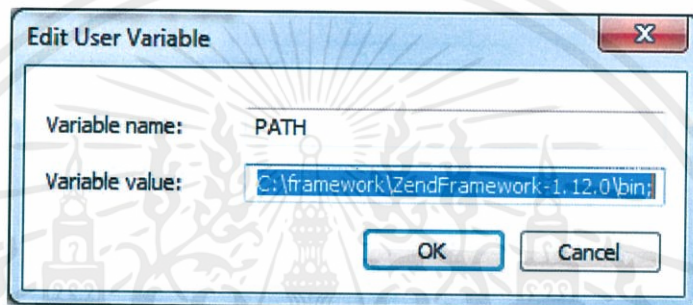 Edit User Variable
Variable name: PATH
Variable value: C:\framework\ZendFramework-1.12.0\bin;
OK Cancel